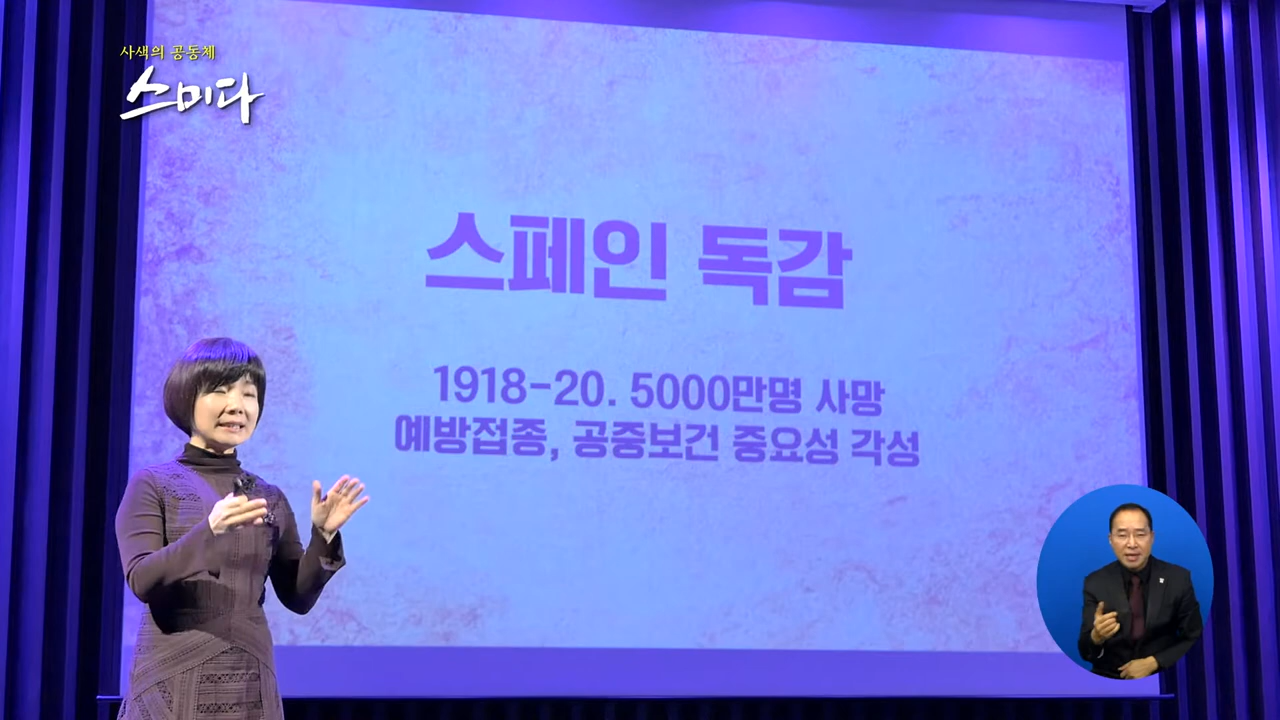 사색의 공동체
스미다
스페인 독감
1918-20. 5000만명 사망
예방접종, 공중보건 중요성 각성